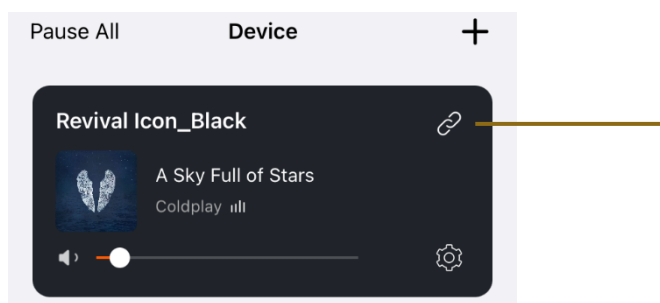 Pause All Device +
Revival Icon_Black
A Sky Full of Stars
Coldplay